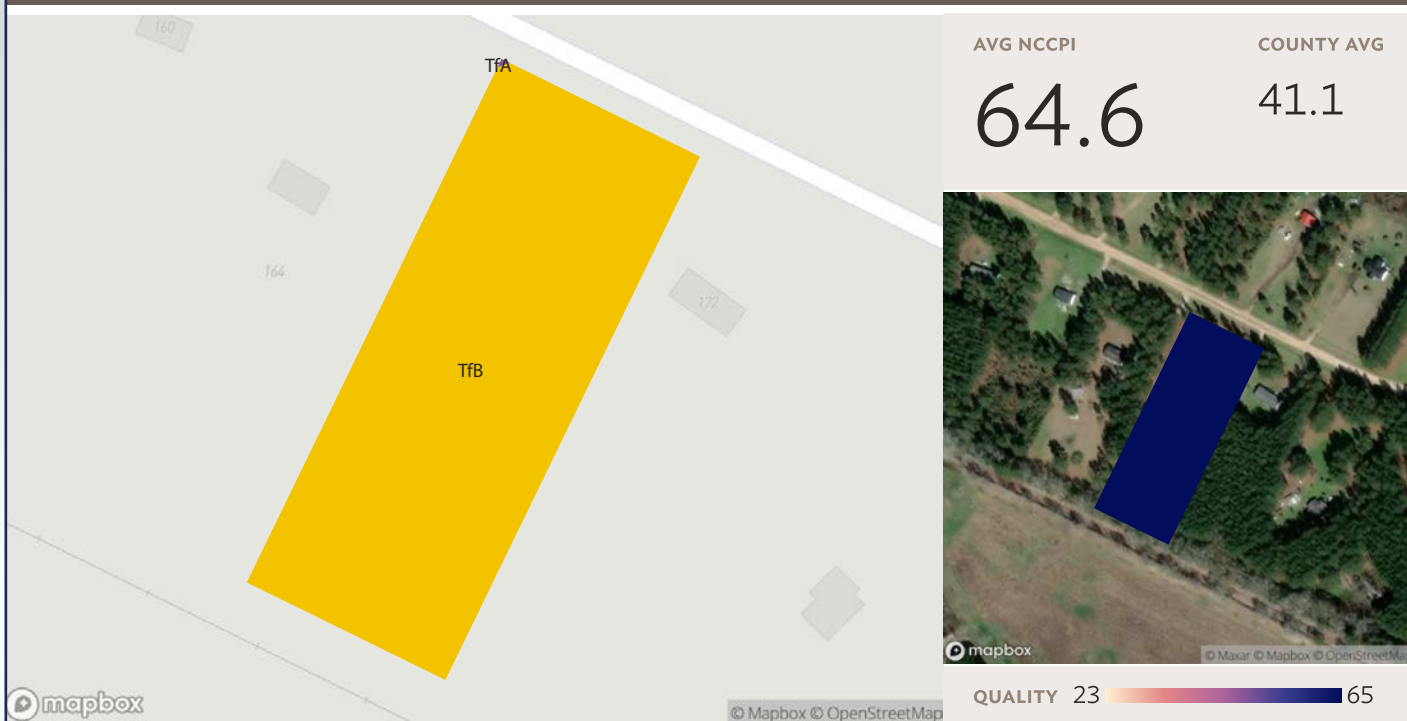 160
TfA
164
172
TfB
mapbox
© Mapbox © OpenStreetMap
AVG NCCPI
COUNTY AVG
64.6
41.1
mapbox
© Maxar © Mapbox © OpenStreetMa
QUALITY 23 65